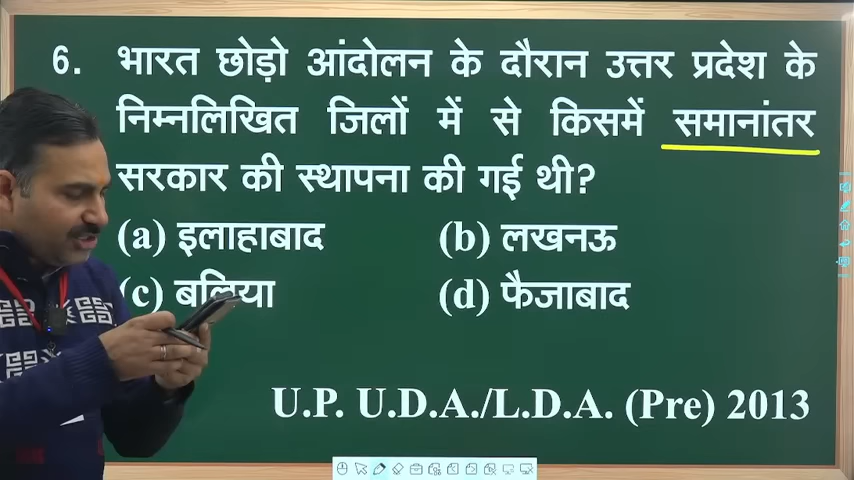 6. भारत छोड़ो आंदोलन के दौरान उत्तर प्रदेश के
निम्नलिखित जिलों में से किसमें समानांतर
सरकार की स्थापना की गई थी?
(a) इलाहाबाद (b) लखनऊ
(c) बलिया (d) फैजाबाद
U.P. U.D.A./L.D.A. (Pre) 2013